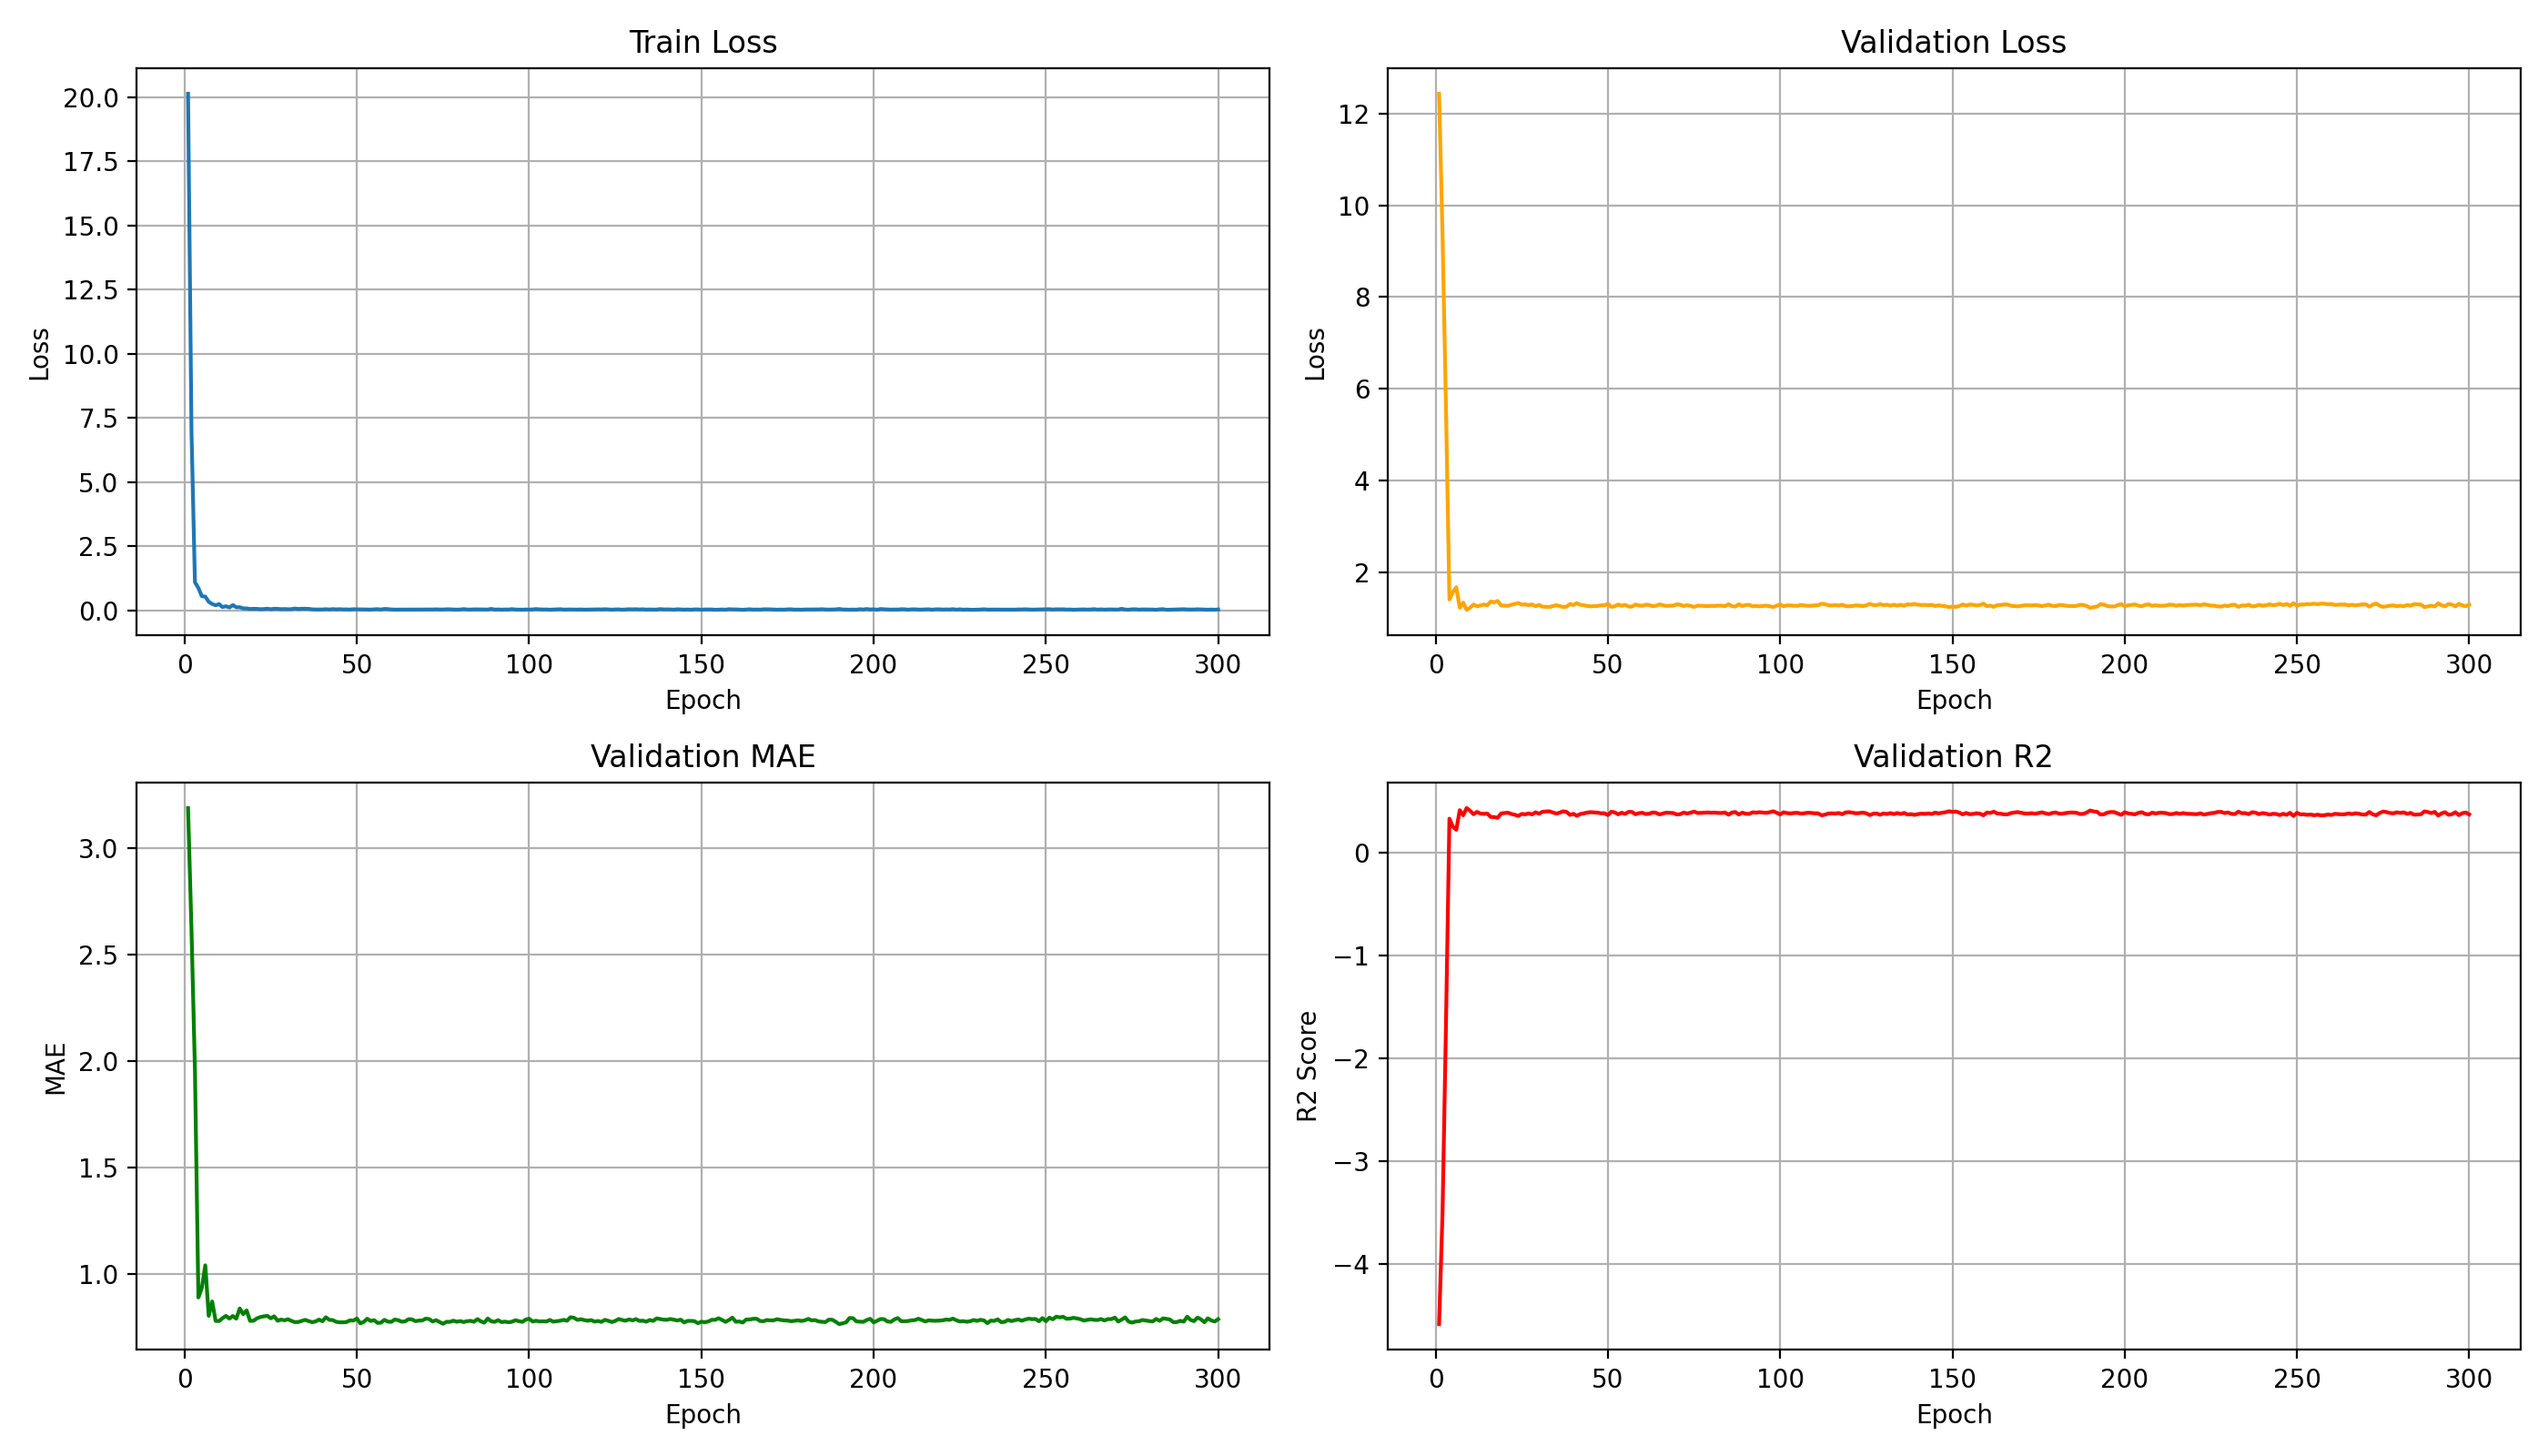 Train Loss
20.0
17.5
15.0
12.5
10.0
7.5
5.0
2.5
0.0
Loss
0 50 100 150 200 250 300
Epoch
Validation Loss
12
10
8
6
4
2
Loss
0 50 100 150 200 250 300
Epoch
Validation MAE
3.0
2.5
2.0
1.5
1.0
MAE
0 50 100 150 200 250 300
Epoch
Validation R2
0
−1
−2
−3
−4
R2 Score
0 50 100 150 200 250 300
Epoch